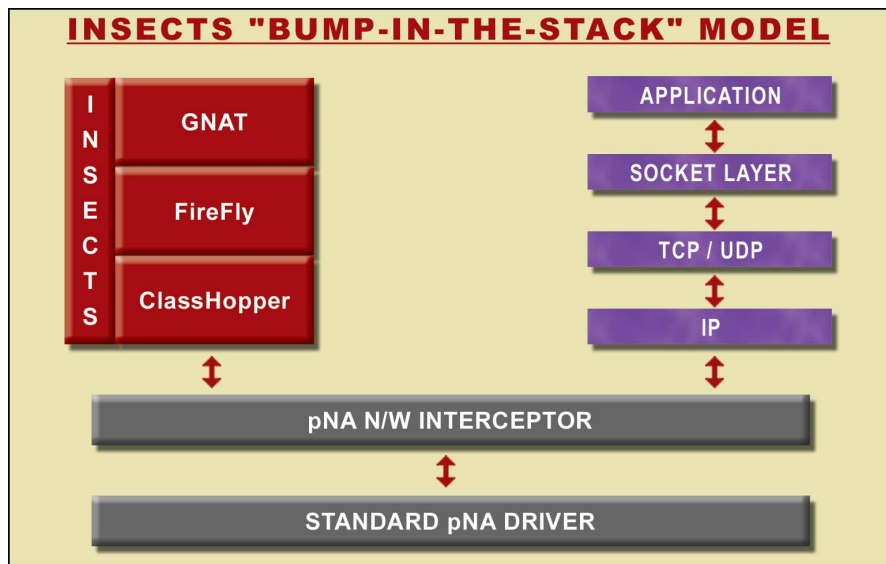 INSECTS "BUMP-IN-THE-STACK" MODEL
INSECTS
GNAT
FireFly
ClassHopper
APPLICATION
SOCKET LAYER
TCP / UDP
IP
pNA N/W INTERCEPTOR
STANDARD pNA DRIVER